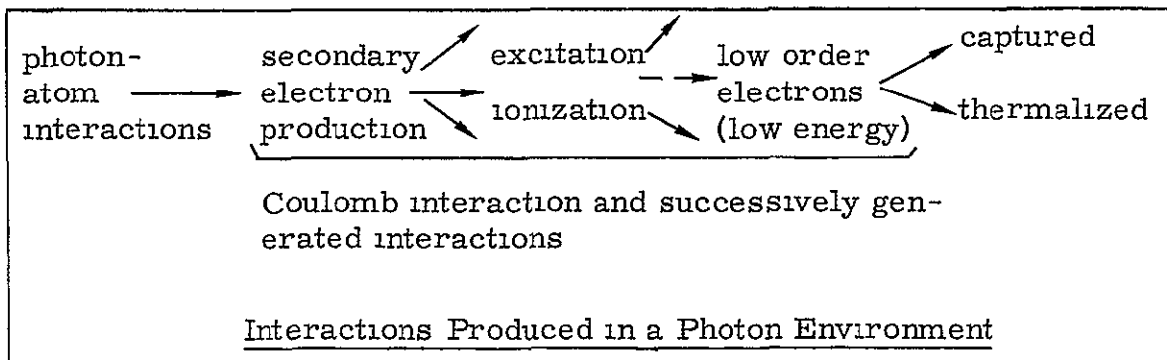 photon-
atom
interactions
secondary
electron
production
excitation
ionization
low order
electrons
(low energy)
captured
thermalized
Coulomb interaction and successively gen-
erated interactions
Interactions Produced in a Photon Environment